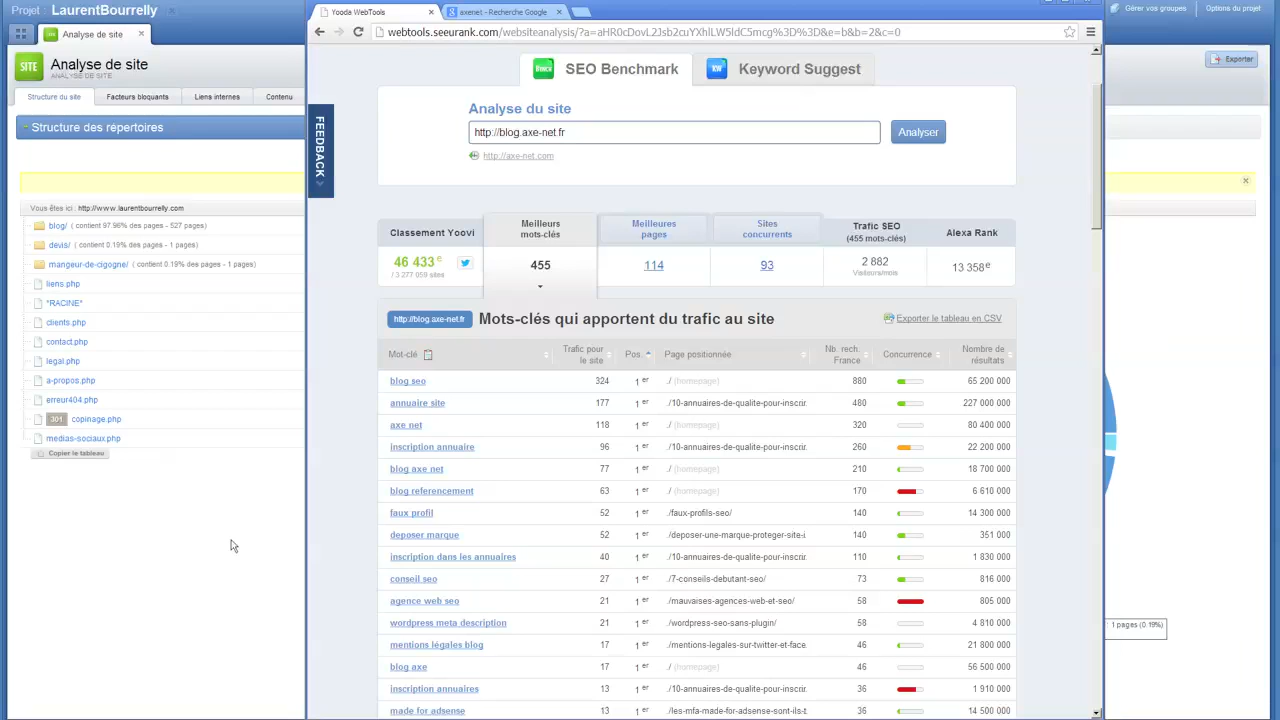 Projet : LaurentBourrelly
Analyse de site
SITE
Analyse de site
ANALYSE DE SITE
Structure du site
Facteurs bloquants
Liens internes
Contenu
Structure des répertoires
Vous êtes ici : http://www.laurentbourrelly.com
blog/ ( contient 97.96% des pages - 527 pages)
devis/ ( contient 0.19% des pages - 1 pages)
mangeur-de-cigogne/ ( contient 0.19% des pages - 1 pages)
liens.php
*RACINE*
clients.php
contact.php
legal.php
a-propos.php
erreur404.php
301 copinage.php
medias-sociaux.php
Copier le tableau
Yooda WebTools
axenet - Recherche Google
FEEDBACK
SEO Benchmark
Keyword Suggest
Analyse du site
http://blog.axe-net.fr
Analyser
http://axe-net.com
Classement Yoovi
Meilleurs mots-clés
Meilleures pages
Sites concurrents
Trafic SEO (455 mots-clés)
Alexa Rank
46 433e
/ 3 277 059 sites
455
114
93
2 882
Visiteurs/mois
13 358e
http://blog.axe-net.fr Mots-clés qui apportent du trafic au site
Exporter le tableau en CSV
Mot-clé Trafic pour le site Pos. Page positionnée Nb. rech. France Concurrence Nombre de résultats
blog seo 324 1er ./ (homepage) 880 65 200 000
annuaire site 177 1er ./10-annuaires-de-qualite-pour-inscrir. 480 227 000 000
axe net 118 1er ./ (homepage) 320 80 400 000
inscription annuaire 96 1er ./10-annuaires-de-qualite-pour-inscrir. 260 22 200 000
blog axe net 77 1er ./ (homepage) 210 18 700 000
blog referencement 63 1er ./ (homepage) 170 6 610 000
faux profil 52 1er ./faux-profils-seo/ 140 14 300 000
deposer marque 52 1er ./deposer-une-marque-proteger-site-i. 140 351 000
inscription dans les annuaires 40 1er ./10-annuaires-de-qualite-pour-inscrir. 110 1 830 000
conseil seo 27 1er ./7-conseils-debutant-seo/ 73 816 000
agence web seo 21 1er ./mauvaises-agences-web-et-seo/ 58 805 000
wordpress meta description 21 1er ./wordpress-seo-sans-plugin/ 58 4 810 000
mentions légales blog 17 1er ./mentions-legales-sur-twitter-et-face. 46 21 800 000
blog axe 17 1er ./ (homepage) 46 56 500 000
inscription annuaires 13 1er ./10-annuaires-de-qualite-pour-inscrir. 36 1 910 000
made for adsense 13 1er ./les-mfa-made-for-adsense-sont-ils-t. 36 14 500 000
Gérer vos groupes
Options du projet
Exporter
1 pages (0.19%)